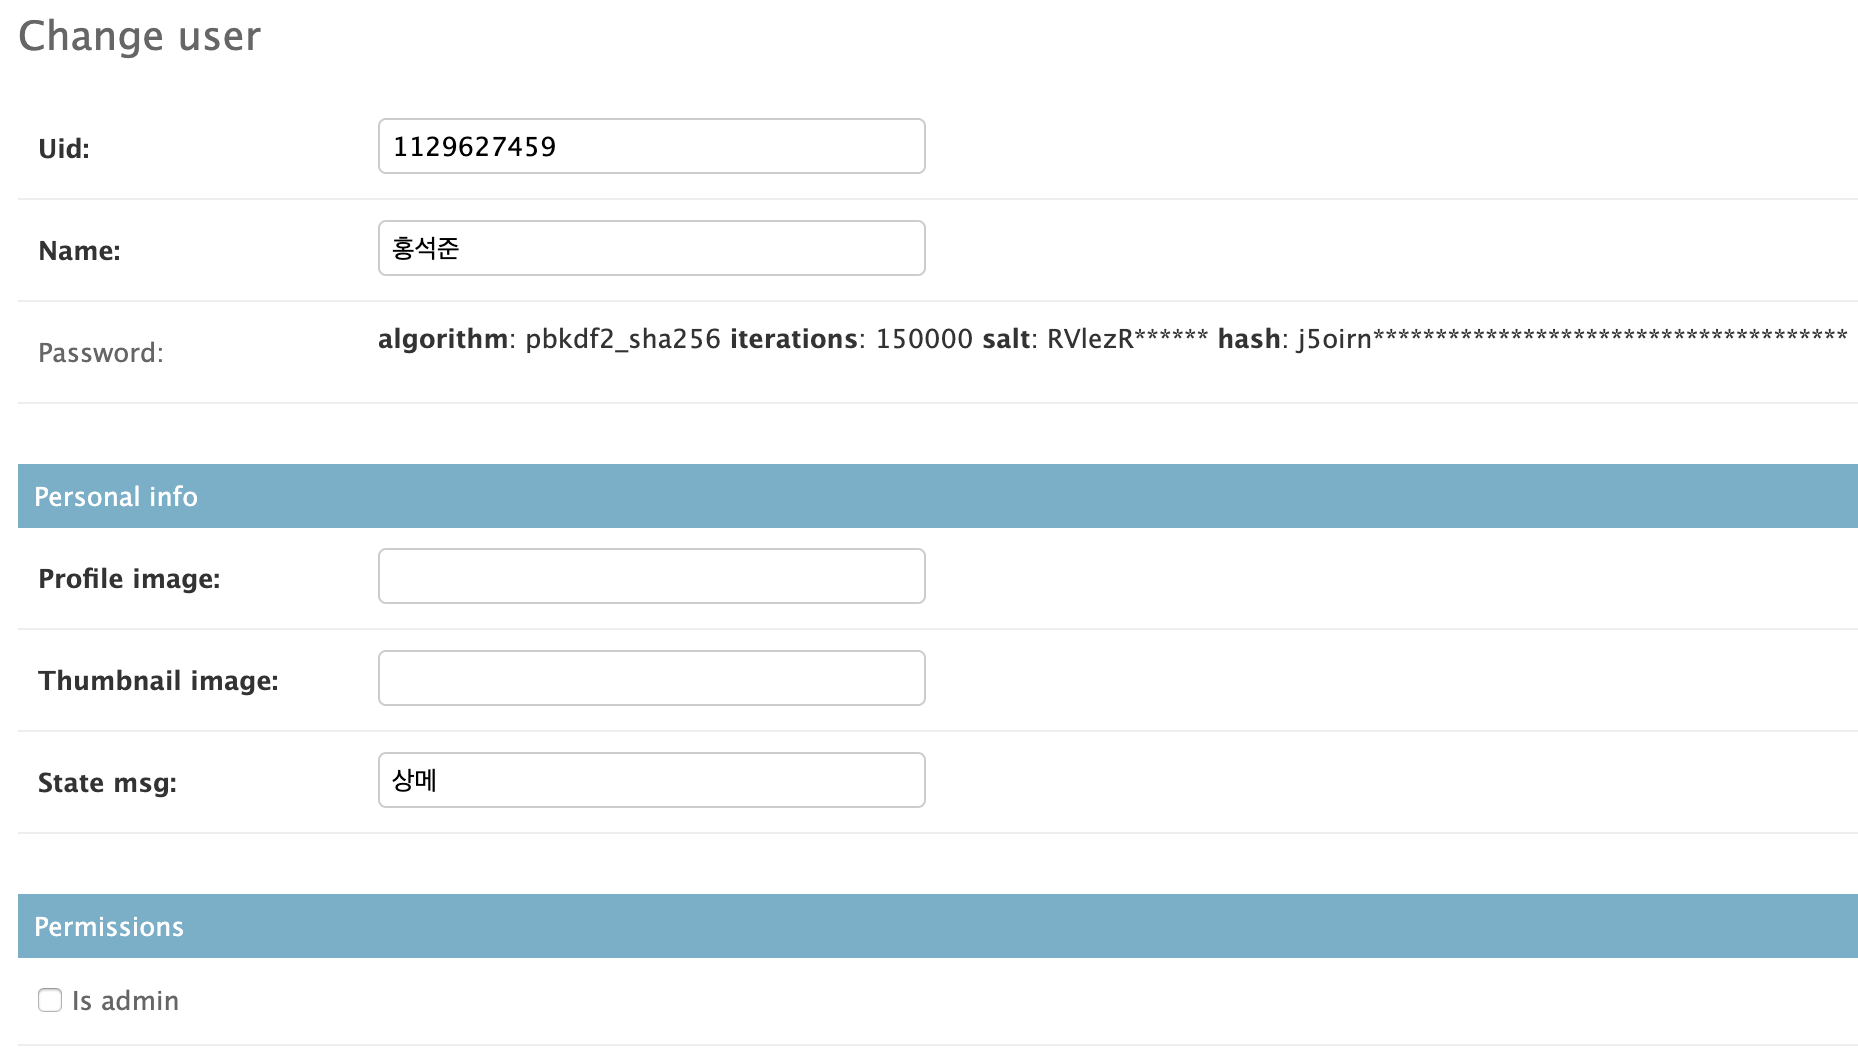 Change user
Uid: 1129627459
Name: 홍석준
Password: algorithm: pbkdf2_sha256 iterations: 150000 salt: RVlezR****** hash: j5oirn**************************************
Personal info
Profile image:
Thumbnail image:
State msg: 상메
Permissions
Is admin